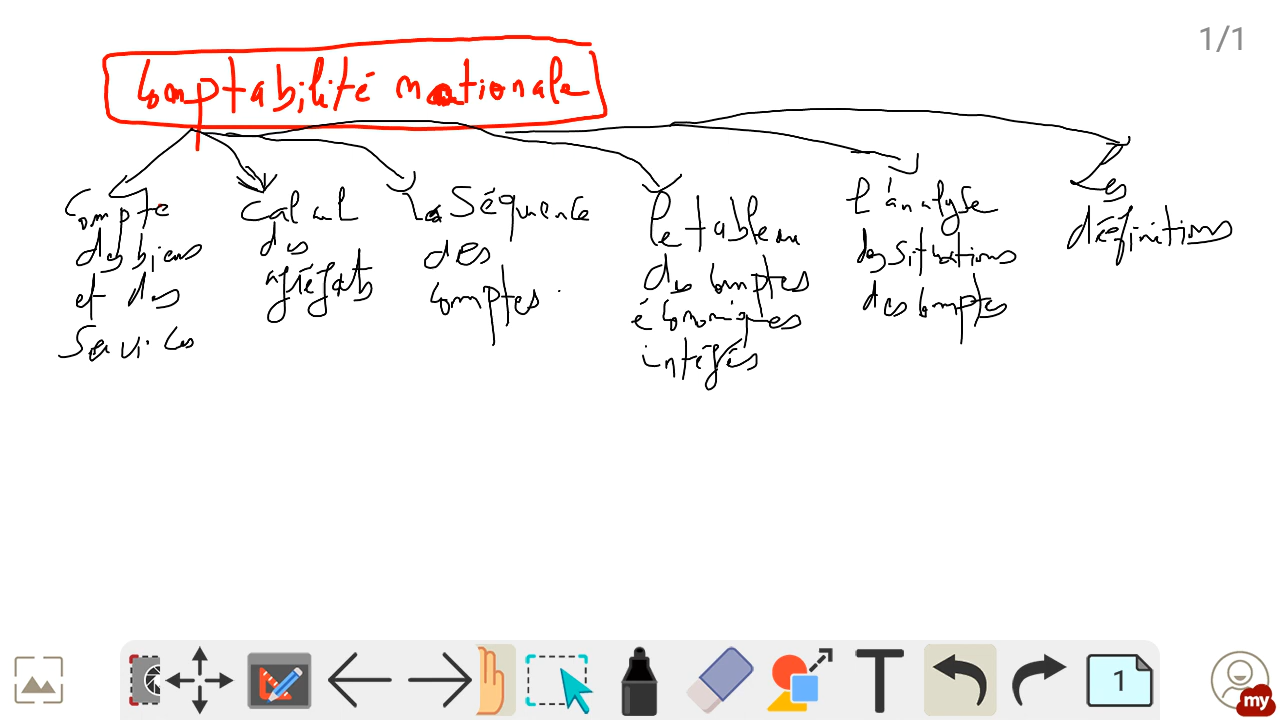 1/1
Comptabilité nationale
Compte
des biens
et des
Services
Calcul
des
agrégats
La Séquence
des
comptes
Le tableau
des comptes
économiques
intégrés
l'analyse
des situations
des comptes
Les
définitions
1
my